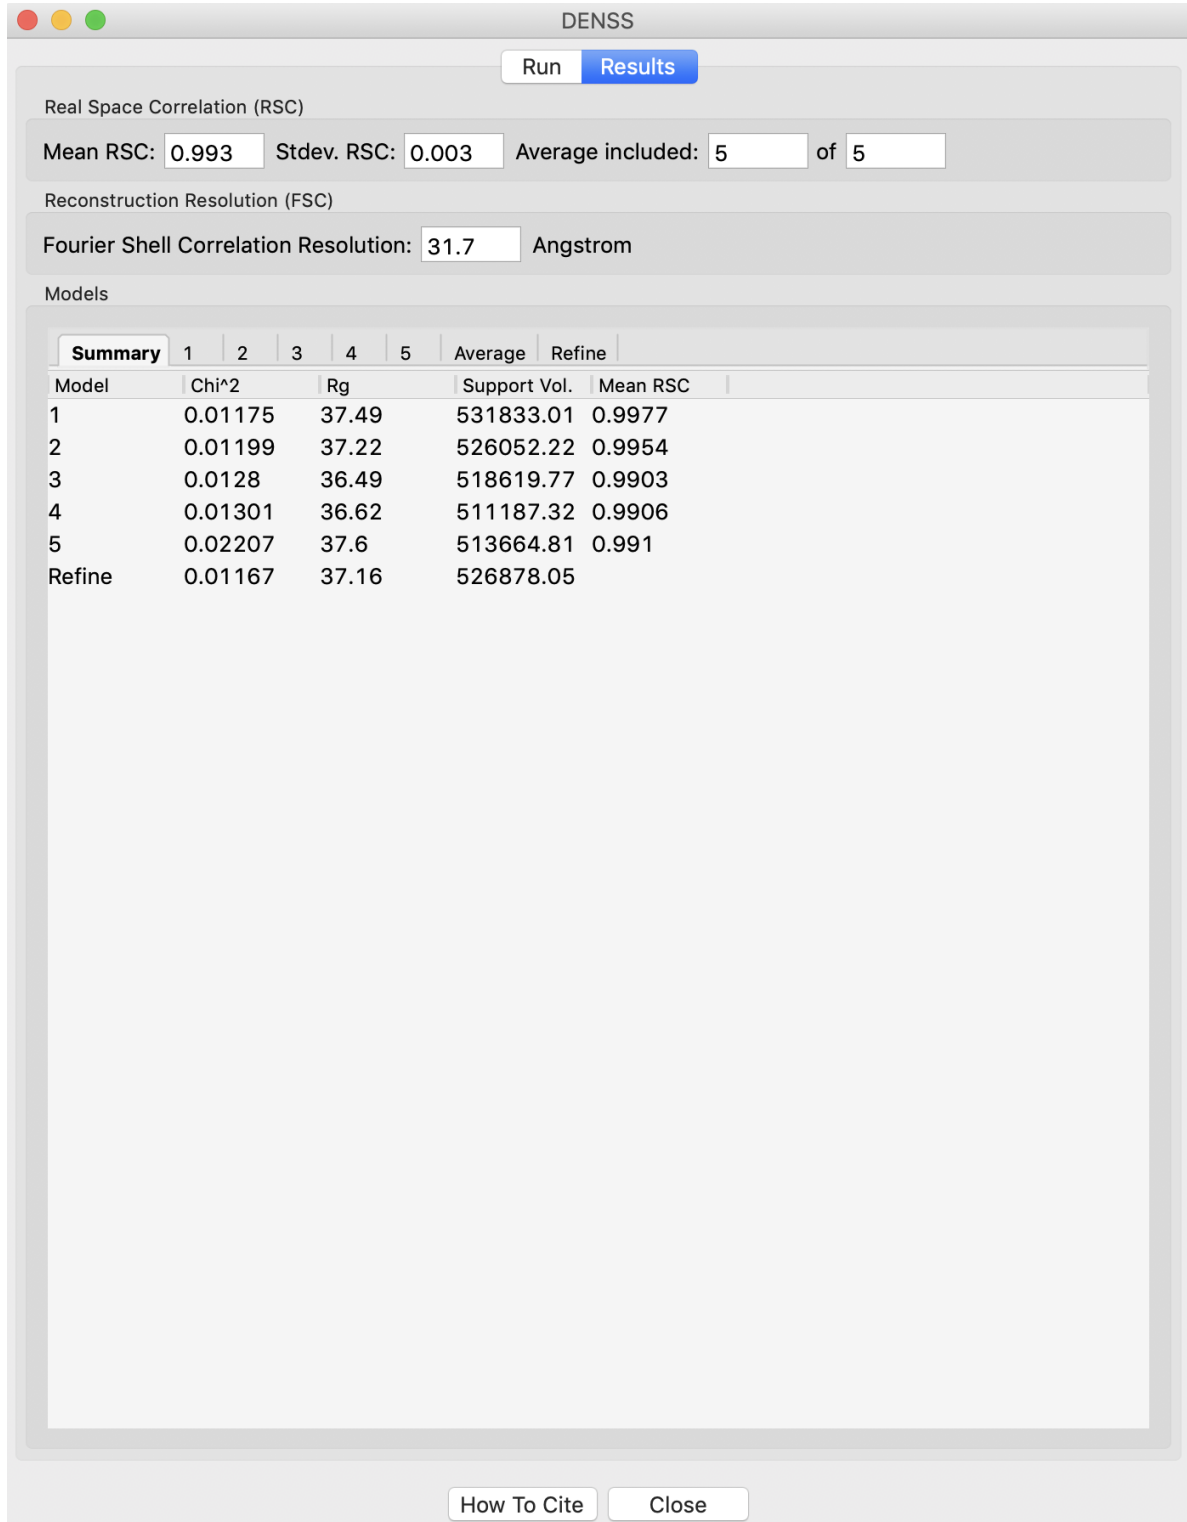 DENSS
Run Results
Real Space Correlation (RSC)
Mean RSC: 0.993 Stdev. RSC: 0.003 Average included: 5 of 5
Reconstruction Resolution (FSC)
Fourier Shell Correlation Resolution: 31.7 Angstrom
Models
Summary 1 2 3 4 5 Average Refine
Model Chi^2 Rg Support Vol. Mean RSC
1 0.01175 37.49 531833.01 0.9977
2 0.01199 37.22 526052.22 0.9954
3 0.0128 36.49 518619.77 0.9903
4 0.01301 36.62 511187.32 0.9906
5 0.02207 37.6 513664.81 0.991
Refine 0.01167 37.16 526878.05
How To Cite Close